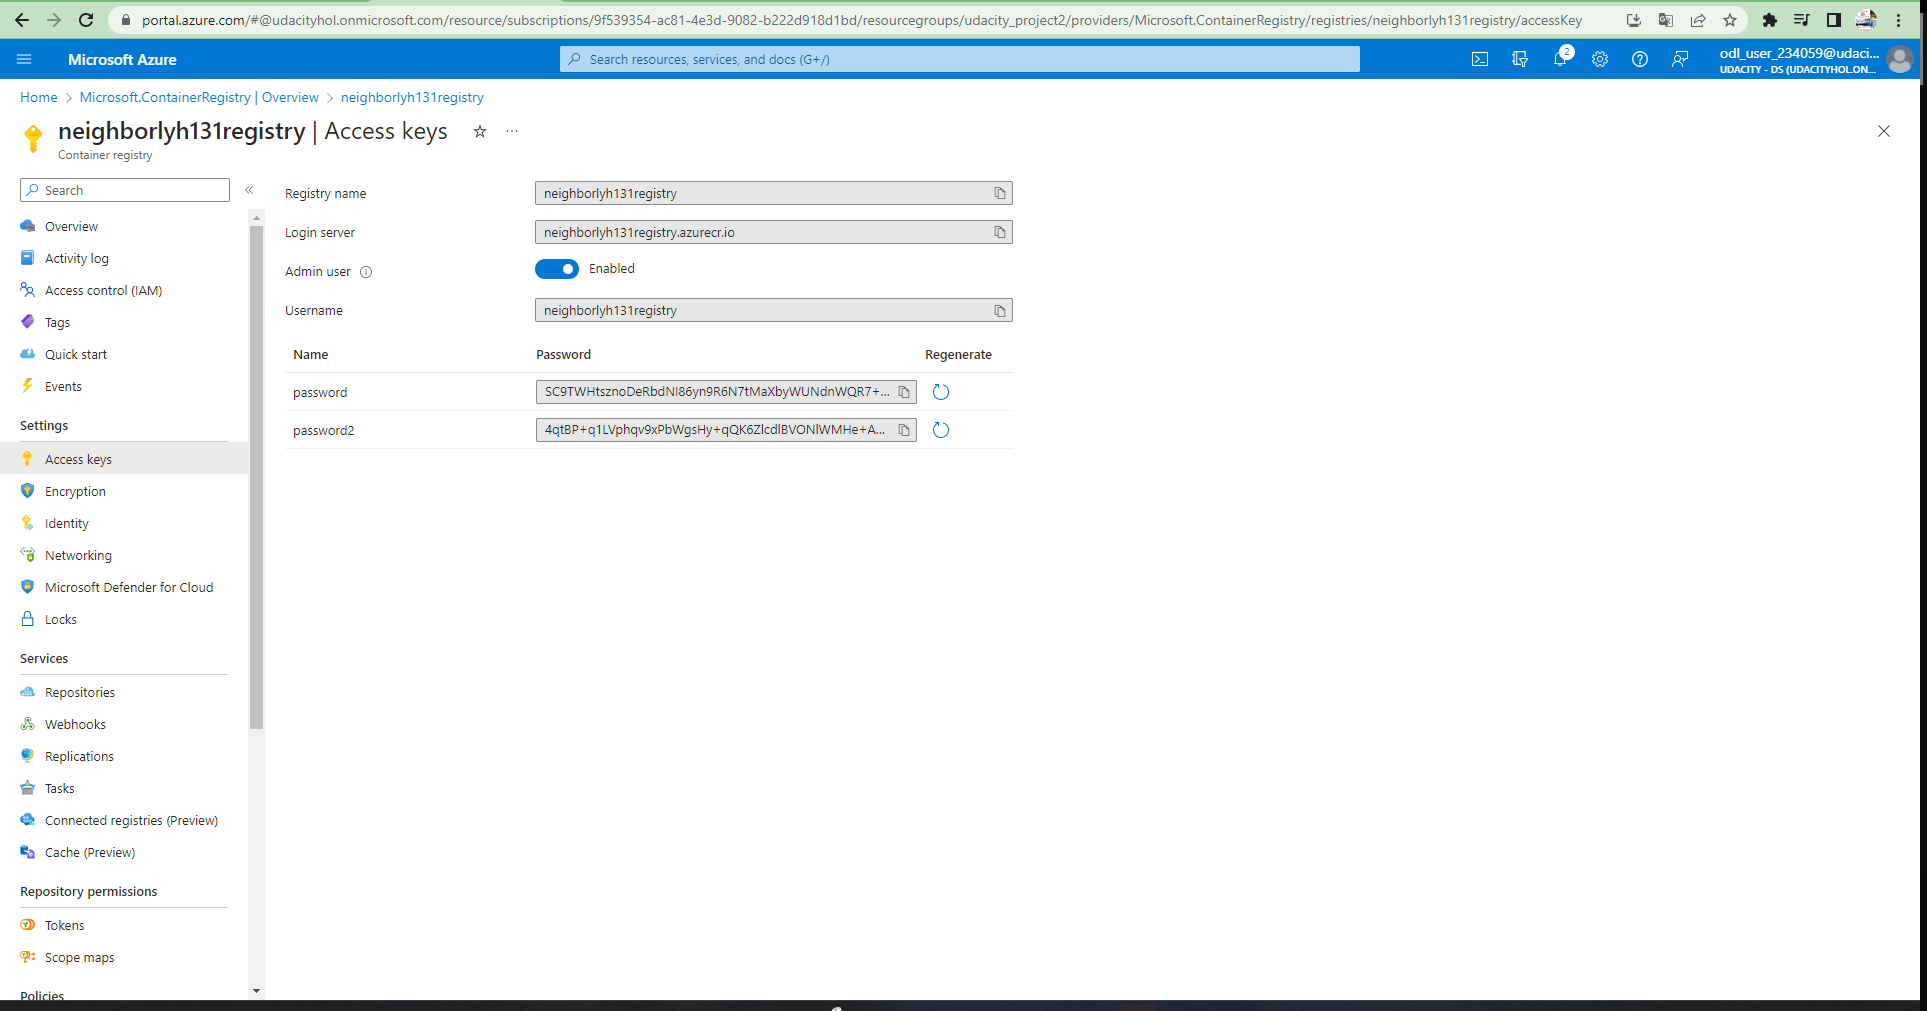 portal.azure.com/#@udacityhol.onmicrosoft.com/resource/subscriptions/9f539354-ac81-4e3d-9082-b222d918d1bd/resourcegroups/udacity_project2/providers/Microsoft.ContainerRegistry/registries/neighborlyh131registry/accessKey
Microsoft Azure
Search resources, services, and docs (G+/)
2
odl_user_234059@udaci...
UDACITY - DS (UDACITYHOL.ON...
Home > Microsoft.ContainerRegistry | Overview > neighborlyh131registry
neighborlyh131registry | Access keys
Container registry
Search
Overview
Activity log
Access control (IAM)
Tags
Quick start
Events
Settings
Access keys
Encryption
Identity
Networking
Microsoft Defender for Cloud
Locks
Services
Repositories
Webhooks
Replications
Tasks
Connected registries (Preview)
Cache (Preview)
Repository permissions
Tokens
Scope maps
Policies
Registry name
neighborlyh131registry
Login server
neighborlyh131registry.azurecr.io
Admin user
Enabled
Username
neighborlyh131registry
Name Password Regenerate
password SC9TWHtsznoDeRbdNI86yn9R6N7tMaXbyWUNdnWQR7+...
password2 4qtBP+q1LVphqv9xPbWgsHy+qQK6ZlcdlBVONlWMHe+A...